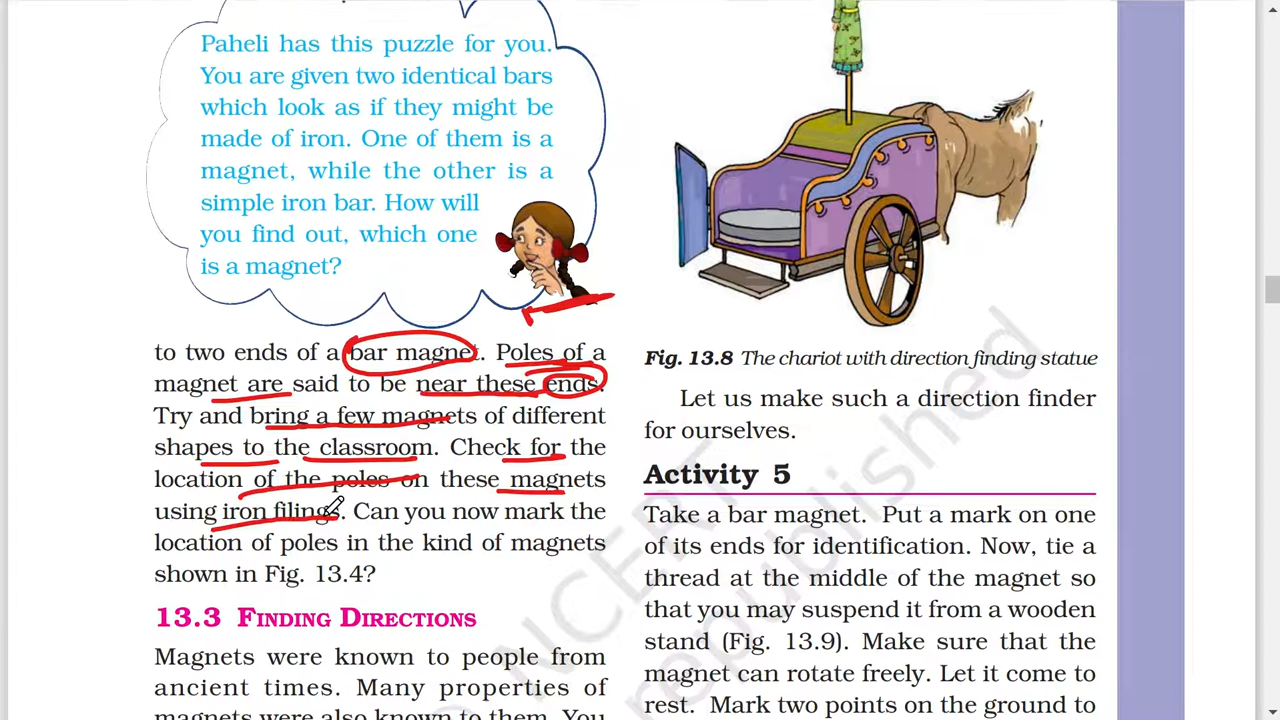 Paheli has this puzzle for you.
You are given two identical bars
which look as if they might be
made of iron. One of them is a
magnet, while the other is a
simple iron bar. How will
you find out, which one
is a magnet?
to two ends of a bar magnet. Poles of a
magnet are said to be near these ends.
Try and bring a few magnets of different
shapes to the classroom. Check for the
location of the poles on these magnets
using iron filings. Can you now mark the
location of poles in the kind of magnets
shown in Fig. 13.4?
13.3 FINDING DIRECTIONS
Magnets were known to people from
ancient times. Many properties of
magnets were also known to them. You
Fig. 13.8 The chariot with direction finding statue
Let us make such a direction finder
for ourselves.
Activity 5
Take a bar magnet. Put a mark on one
of its ends for identification. Now, tie a
thread at the middle of the magnet so
that you may suspend it from a wooden
stand (Fig. 13.9). Make sure that the
magnet can rotate freely. Let it come to
rest. Mark two points on the ground to
NCERT
republished